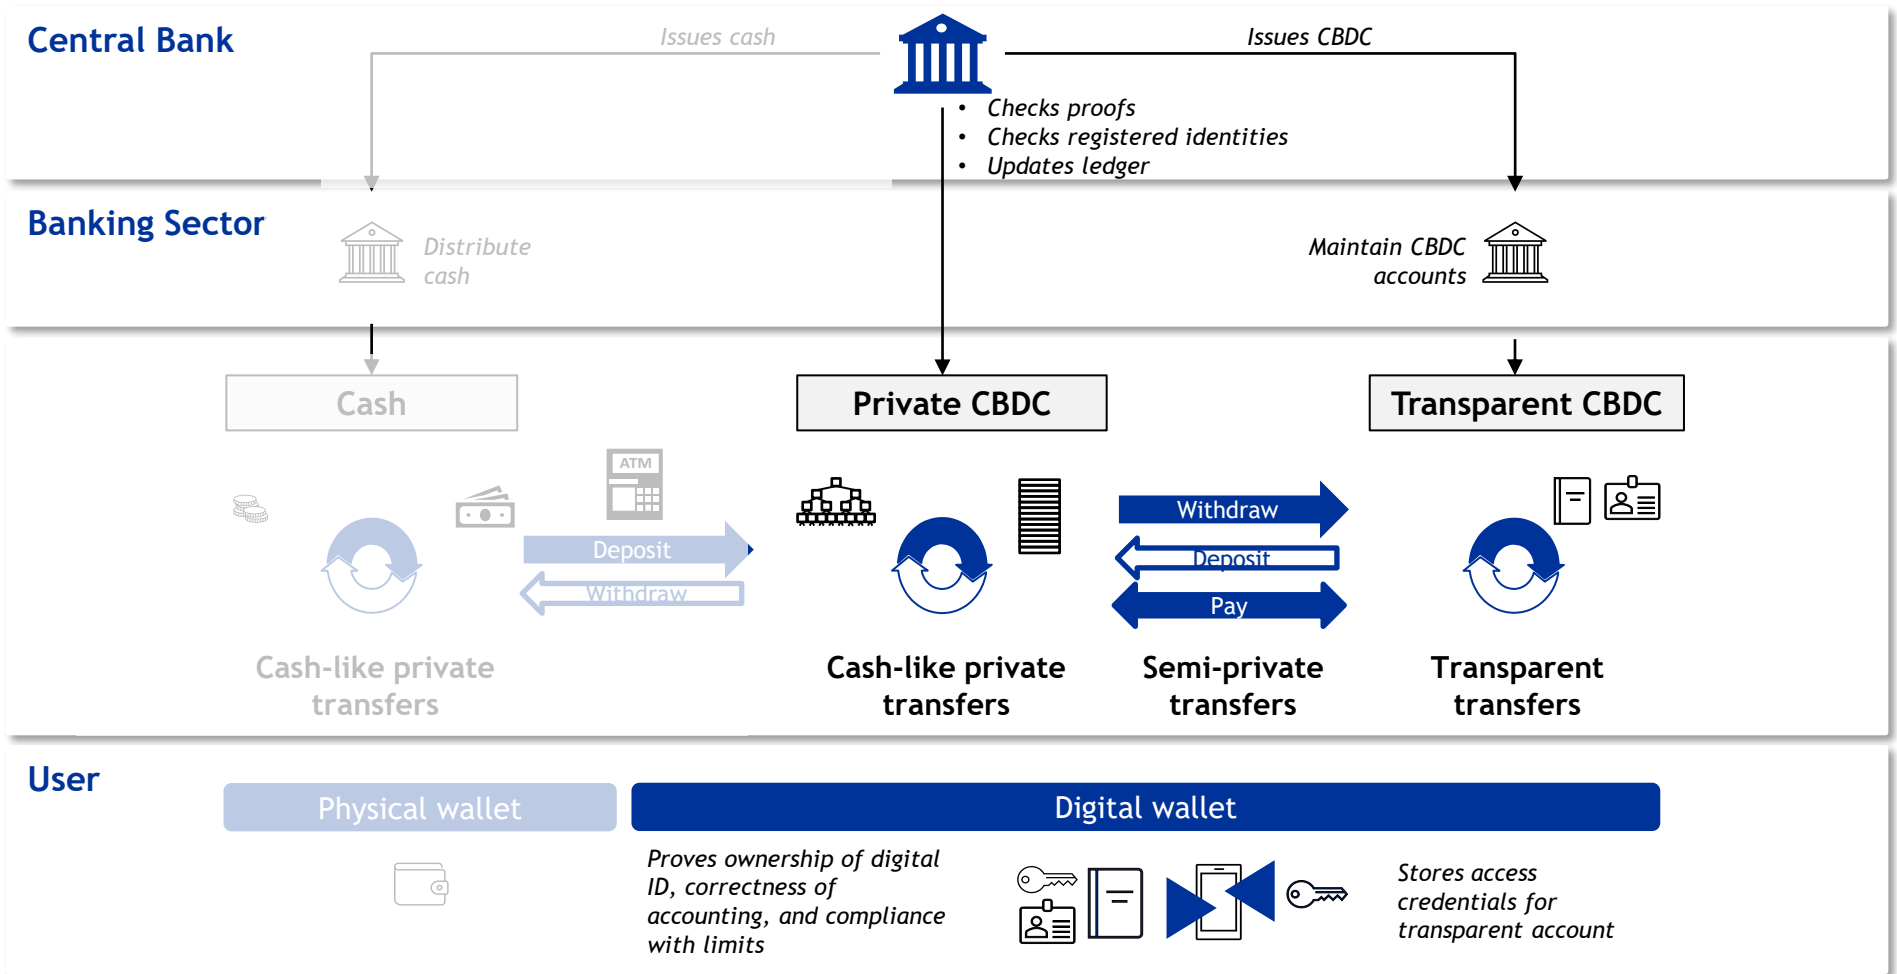 Central Bank
Issues cash
Issues CBDC
• Checks proofs
• Checks registered identities
• Updates ledger
Banking Sector
Distribute
cash
Maintain CBDC
accounts
Cash
Private CBDC
Transparent CBDC
ATM
Deposit
Withdraw
Withdraw
Deposit
Pay
Cash-like private
transfers
Cash-like private
transfers
Semi-private
transfers
Transparent
transfers
User
Physical wallet
Digital wallet
Proves ownership of digital
ID, correctness of
accounting, and compliance
with limits
Stores access
credentials for
transparent account